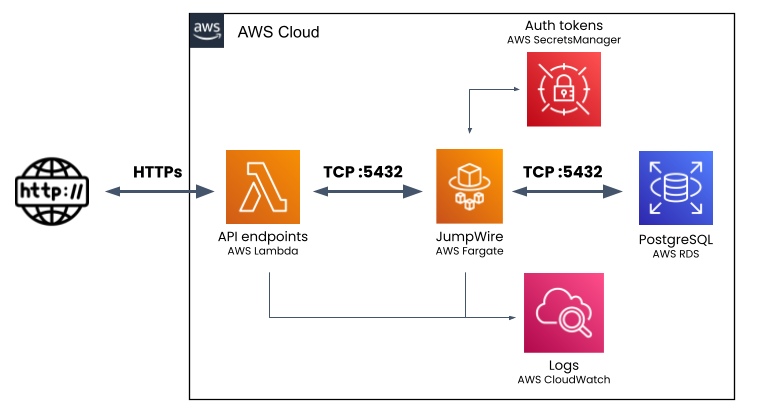 aws
AWS Cloud
Auth tokens
AWS SecretsManager
http://
HTTPs
TCP :5432
TCP :5432
API endpoints
AWS Lambda
JumpWire
AWS Fargate
PostgreSQL
AWS RDS
Logs
AWS CloudWatch